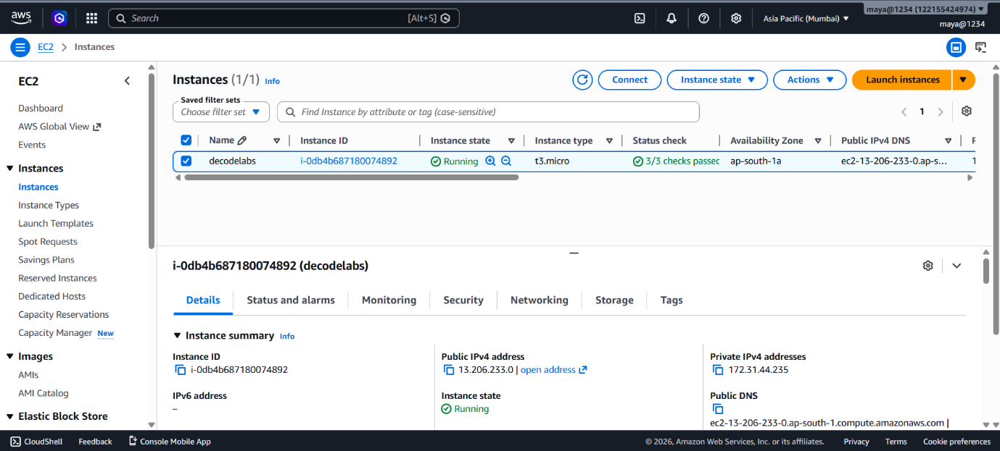 aws
Search [Alt+S]
Asia Pacific (Mumbai)
maya@1234 (122155424974)
maya@1234
EC2 Instances
EC2
Dashboard
AWS Global View
Events
Instances
Instances
Instance Types
Launch Templates
Spot Requests
Savings Plans
Reserved Instances
Dedicated Hosts
Capacity Reservations
Capacity Manager New
Images
AMIs
AMI Catalog
Elastic Block Store
Instances (1/1) Info
Connect Instance state Actions Launch instances
Saved filter sets
Choose filter set
Find Instance by attribute or tag (case-sensitive)
1
Name Instance ID Instance state Instance type Status check Availability Zone Public IPv4 DNS P
decodelabs i-0db4b687180074892 Running t3.micro 3/3 checks passed ap-south-1a ec2-13-206-233-0.ap-s... 1
i-0db4b687180074892 (decodelabs)
Details Status and alarms Monitoring Security Networking Storage Tags
Instance summary Info
Instance ID
i-0db4b687180074892
IPv6 address
–
Public IPv4 address
13.206.233.0 | open address
Instance state
Running
Private IPv4 addresses
172.31.44.235
Public DNS
ec2-13-206-233-0.ap-south-1.compute.amazonaws.com |
CloudShell Feedback Console Mobile App
© 2026, Amazon Web Services, Inc. or its affiliates. Privacy Terms Cookie preferences